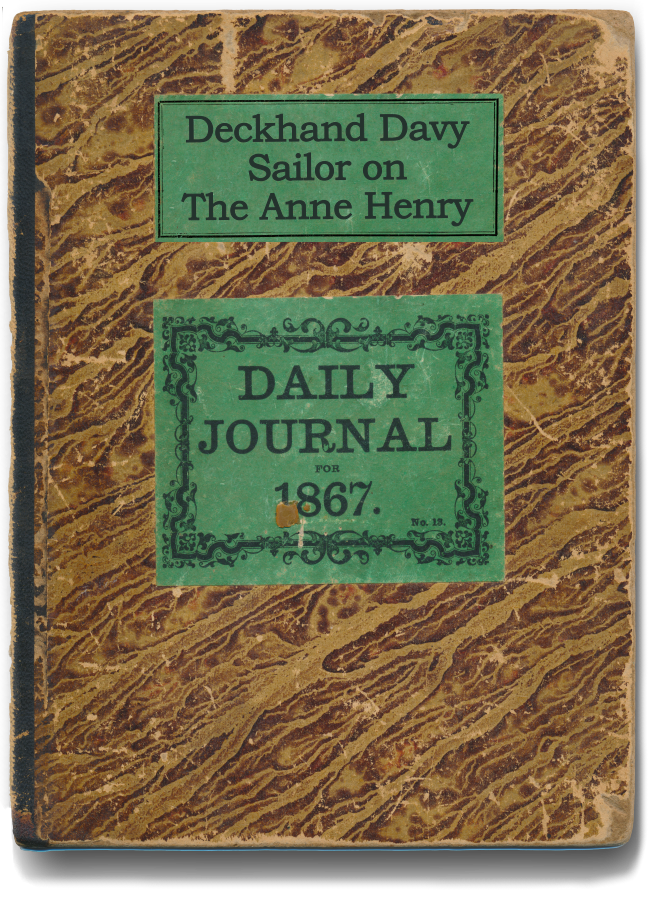 Deckhand Davy
Sailor on
The Anne Henry
DAILY
JOURNAL
FOR
1867.
No. 13.